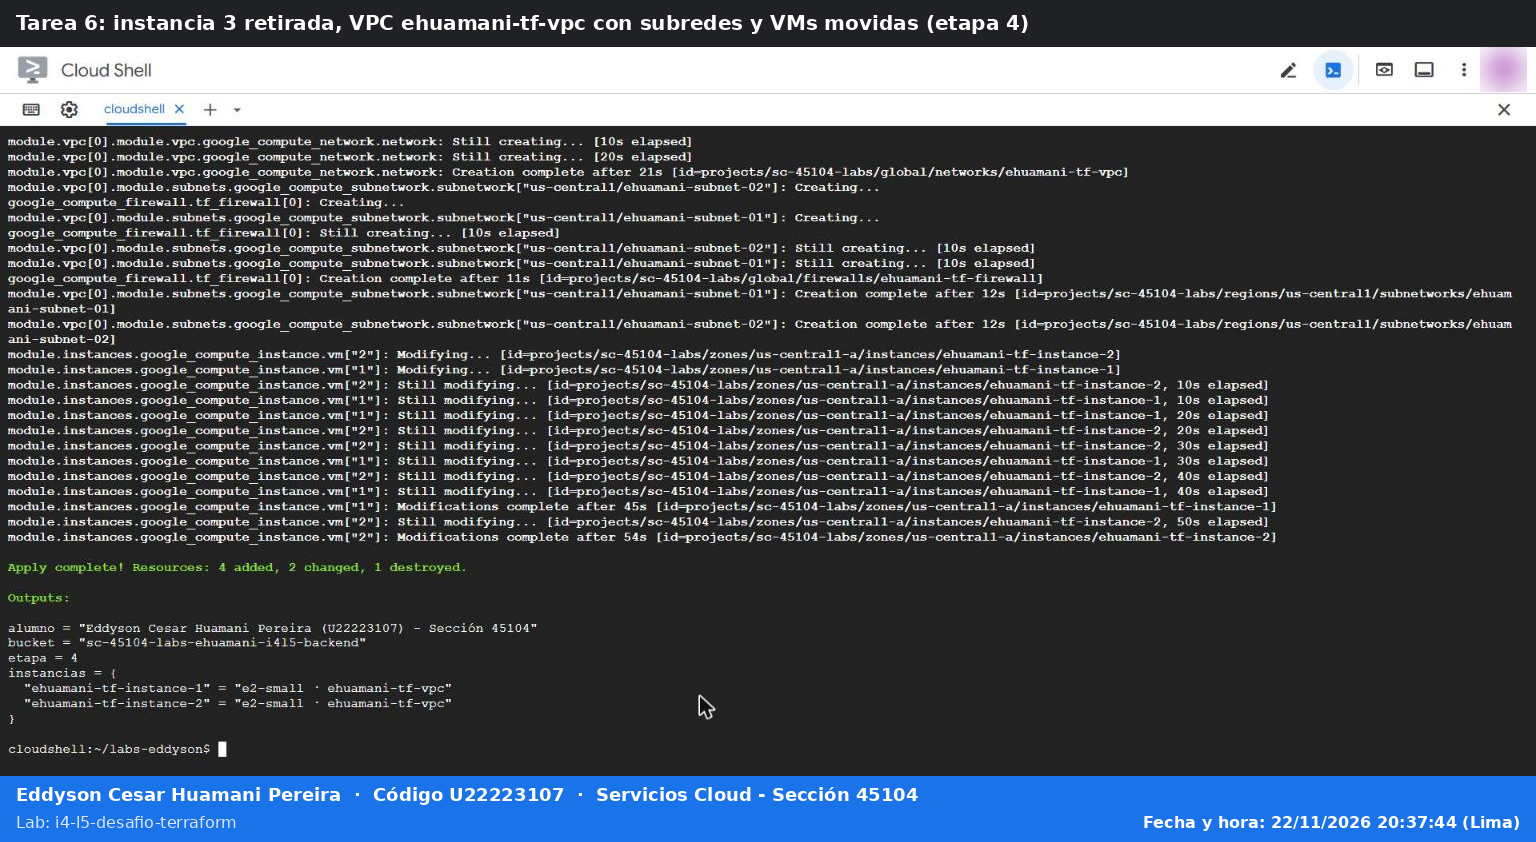 Tarea 6: instancia 3 retirada, VPC ehuamani-tf-vpc con subredes y VMs movidas (etapa 4)
Cloud Shell
cloudshell
module.vpc[0].module.vpc.google_compute_network.network: Still creating... [10s elapsed]
module.vpc[0].module.vpc.google_compute_network.network: Still creating... [20s elapsed]
module.vpc[0].module.vpc.google_compute_network.network: Creation complete after 21s [id=projects/sc-45104-labs/global/networks/ehuamani-tf-vpc]
module.vpc[0].module.subnets.google_compute_subnetwork.subnetwork["us-central1/ehuamani-subnet-02"]: Creating...
google_compute_firewall.tf_firewall[0]: Creating...
module.vpc[0].module.subnets.google_compute_subnetwork.subnetwork["us-central1/ehuamani-subnet-01"]: Creating...
google_compute_firewall.tf_firewall[0]: Still creating... [10s elapsed]
module.vpc[0].module.subnets.google_compute_subnetwork.subnetwork["us-central1/ehuamani-subnet-02"]: Still creating... [10s elapsed]
module.vpc[0].module.subnets.google_compute_subnetwork.subnetwork["us-central1/ehuamani-subnet-01"]: Still creating... [10s elapsed]
google_compute_firewall.tf_firewall[0]: Creation complete after 11s [id=projects/sc-45104-labs/global/firewalls/ehuamani-tf-firewall]
module.vpc[0].module.subnets.google_compute_subnetwork.subnetwork["us-central1/ehuamani-subnet-01"]: Creation complete after 12s [id=projects/sc-45104-labs/regions/us-central1/subnetworks/ehuam
ani-subnet-01]
module.vpc[0].module.subnets.google_compute_subnetwork.subnetwork["us-central1/ehuamani-subnet-02"]: Creation complete after 12s [id=projects/sc-45104-labs/regions/us-central1/subnetworks/ehuam
ani-subnet-02]
module.instances.google_compute_instance.vm["2"]: Modifying... [id=projects/sc-45104-labs/zones/us-central1-a/instances/ehuamani-tf-instance-2]
module.instances.google_compute_instance.vm["1"]: Modifying... [id=projects/sc-45104-labs/zones/us-central1-a/instances/ehuamani-tf-instance-1]
module.instances.google_compute_instance.vm["2"]: Still modifying... [id=projects/sc-45104-labs/zones/us-central1-a/instances/ehuamani-tf-instance-2, 10s elapsed]
module.instances.google_compute_instance.vm["1"]: Still modifying... [id=projects/sc-45104-labs/zones/us-central1-a/instances/ehuamani-tf-instance-1, 10s elapsed]
module.instances.google_compute_instance.vm["1"]: Still modifying... [id=projects/sc-45104-labs/zones/us-central1-a/instances/ehuamani-tf-instance-1, 20s elapsed]
module.instances.google_compute_instance.vm["2"]: Still modifying... [id=projects/sc-45104-labs/zones/us-central1-a/instances/ehuamani-tf-instance-2, 20s elapsed]
module.instances.google_compute_instance.vm["2"]: Still modifying... [id=projects/sc-45104-labs/zones/us-central1-a/instances/ehuamani-tf-instance-2, 30s elapsed]
module.instances.google_compute_instance.vm["1"]: Still modifying... [id=projects/sc-45104-labs/zones/us-central1-a/instances/ehuamani-tf-instance-1, 30s elapsed]
module.instances.google_compute_instance.vm["2"]: Still modifying... [id=projects/sc-45104-labs/zones/us-central1-a/instances/ehuamani-tf-instance-2, 40s elapsed]
module.instances.google_compute_instance.vm["1"]: Still modifying... [id=projects/sc-45104-labs/zones/us-central1-a/instances/ehuamani-tf-instance-1, 40s elapsed]
module.instances.google_compute_instance.vm["1"]: Modifications complete after 45s [id=projects/sc-45104-labs/zones/us-central1-a/instances/ehuamani-tf-instance-1]
module.instances.google_compute_instance.vm["2"]: Still modifying... [id=projects/sc-45104-labs/zones/us-central1-a/instances/ehuamani-tf-instance-2, 50s elapsed]
module.instances.google_compute_instance.vm["2"]: Modifications complete after 54s [id=projects/sc-45104-labs/zones/us-central1-a/instances/ehuamani-tf-instance-2]
Apply complete! Resources: 4 added, 2 changed, 1 destroyed.
Outputs:
alumno = "Eddyson Cesar Huamani Pereira (U22223107) - Sección 45104"
bucket = "sc-45104-labs-ehuamani-i4l5-backend"
etapa = 4
instancias = {
  "ehuamani-tf-instance-1" = "e2-small · ehuamani-tf-vpc"
  "ehuamani-tf-instance-2" = "e2-small · ehuamani-tf-vpc"
}
cloudshell:~/labs-eddyson$
Eddyson Cesar Huamani Pereira · Código U22223107 · Servicios Cloud - Sección 45104
Lab: i4-l5-desafio-terraform
Fecha y hora: 22/11/2026 20:37:44 (Lima)